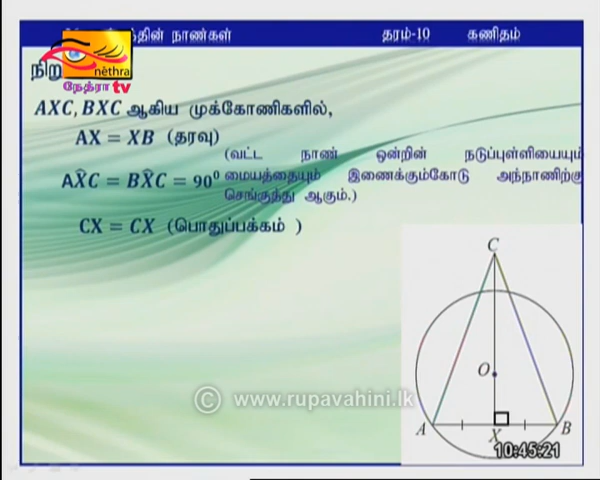 நாண்கள் தரம்-10 கணிதம்
nethra
நேத்ரா tv
AXC, BXC ஆகிய முக்கோணிகளில்,
AX = XB (தரவு)
(வட்ட நாண் ஒன்றின் நடுப்புள்ளியையும்
AX̂C = BX̂C = 90⁰ மையத்தையும் இணைக்கும்கோடு அந்நாணிற்கு
செங்குத்து ஆகும்.)
CX = CX (பொதுப்பக்கம் )
C
O
A X B
© www.rupavahini.lk
10:45:21